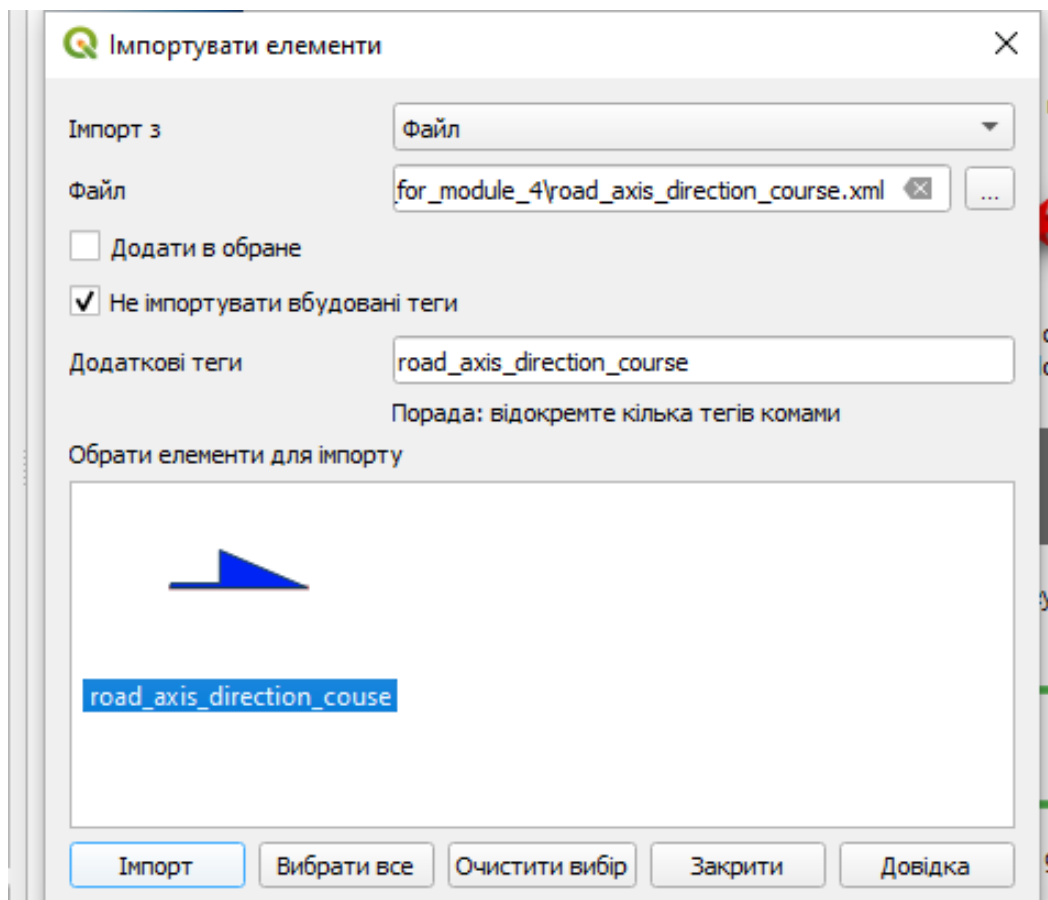 Імпортувати елементи
Імпорт з
Файл
Файл
_for_module_4\road_axis_direction_course.xml
...
Додати в обране
Не імпортувати вбудовані теги
Додаткові теги
road_axis_direction_course
Порада: відокремте кілька тегів комами
Обрати елементи для імпорту
road_axis_direction_couse
Імпорт
Вибрати все
Очистити вибір
Закрити
Довідка